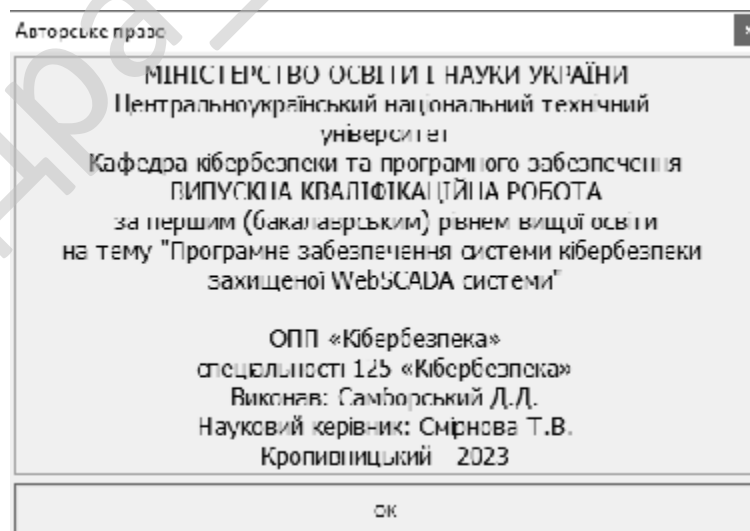 Авторське право
МІНІСТЕРСТВО ОСВІТИ І НАУКИ УКРАЇНИ
Центральноукраїнський національний технічний
університет
Кафедра кібербезпеки та програмного забезпечення
ВИПУСКНА КВАЛІФІКАЦІЙНА РОБОТА
за першим (бакалаврським) рівнем вищої освіти
на тему "Програмне забезпечення системи кібербезпеки
захищеної WebSCADA системи"
ОПП «Кібербезпека»
спеціальності 125 «Кібербезпека»
Виконав: Самборський Д.Д.
Науковий керівник: Смірнова Т.В.
Кропивницький 2023
ОК